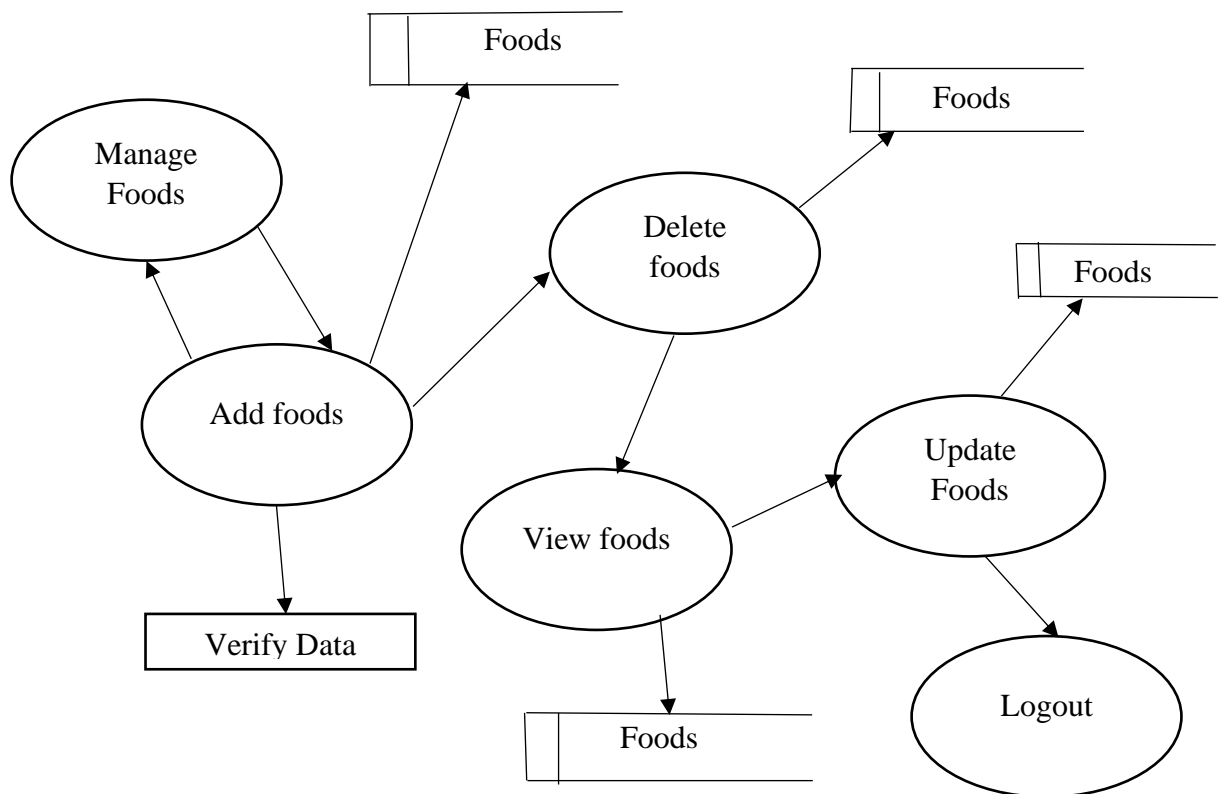 Foods
Foods
Manage
Foods
Delete
foods
Foods
Add foods
Update
Foods
View foods
Verify Data
Logout
Foods